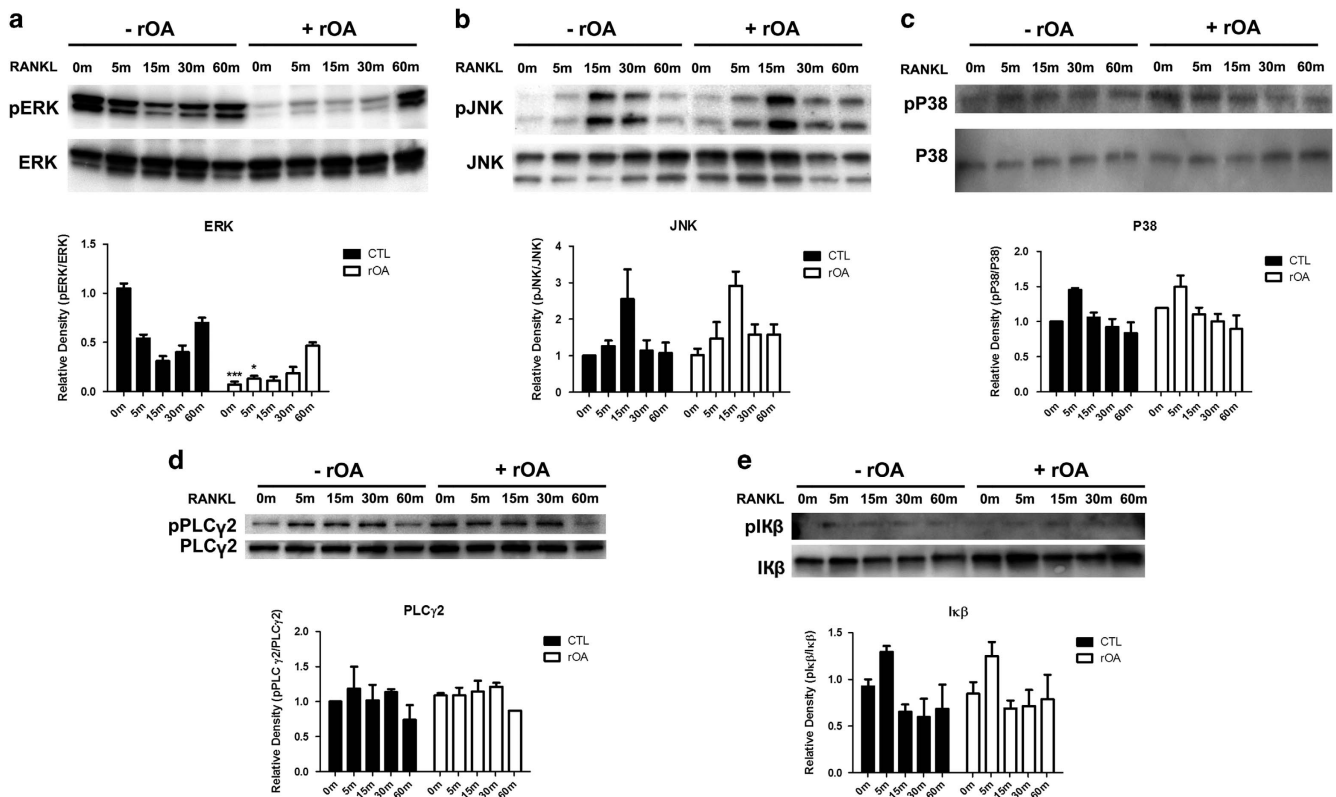 a
- rOA + rOA
RANKL 0m 5m 15m 30m 60m 0m 5m 15m 30m 60m
pERK
ERK
ERK
Relative Density (pERK/ERK)
1.5
1.0
0.5
0.0
*** *
CTL
rOA
0m 5m 15m 30m 60m 0m 5m 15m 30m 60m
b
- rOA + rOA
RANKL 0m 5m 15m 30m 60m 0m 5m 15m 30m 60m
pJNK
JNK
JNK
Relative Density (pJNK/JNK)
4
3
2
1
0
CTL
rOA
0m 5m 15m 30m 60m 0m 5m 15m 30m 60m
c
- rOA + rOA
RANKL 0m 5m 15m 30m 60m 0m 5m 15m 30m 60m
pP38
P38
P38
Relative Density (pP38/P38)
2.0
1.5
1.0
0.5
0.0
CTL
rOA
0m 5m 15m 30m 60m 0m 5m 15m 30m 60m
d
- rOA + rOA
RANKL 0m 5m 15m 30m 60m 0m 5m 15m 30m 60m
pPLCγ2
PLCγ2
PLCγ2
Relative Density (pPLC γ2/PLCγ2)
2.0
1.5
1.0
0.5
0.0
CTL
rOA
0m 5m 15m 30m 60m 0m 5m 15m 30m 60m
e
- rOA + rOA
RANKL 0m 5m 15m 30m 60m 0m 5m 15m 30m 60m
pIKβ
IKβ
Iκβ
Relative Density (pIκβ/Iκβ)
1.5
1.0
0.5
0.0
CTL
rOA
0m 5m 15m 30m 60m 0m 5m 15m 30m 60m